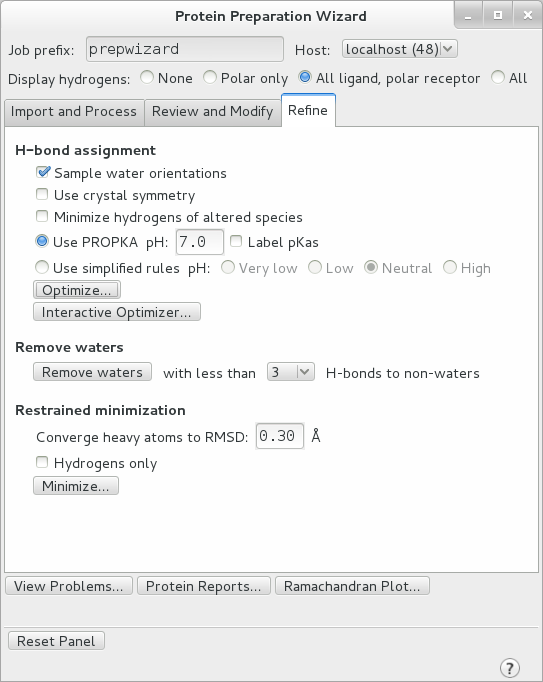 Protein Preparation Wizard
Job prefix: prepwizard Host: localhost (48)
Display hydrogens: None Polar only All ligand, polar receptor All
Import and Process Review and Modify Refine
H-bond assignment
Sample water orientations
Use crystal symmetry
Minimize hydrogens of altered species
Use PROPKA pH: 7.0 Label pKas
Use simplified rules pH: Very low Low Neutral High
Optimize...
Interactive Optimizer...
Remove waters
Remove waters with less than 3 H-bonds to non-waters
Restrained minimization
Converge heavy atoms to RMSD: 0.30 Å
Hydrogens only
Minimize...
View Problems... Protein Reports... Ramachandran Plot...
Reset Panel
?